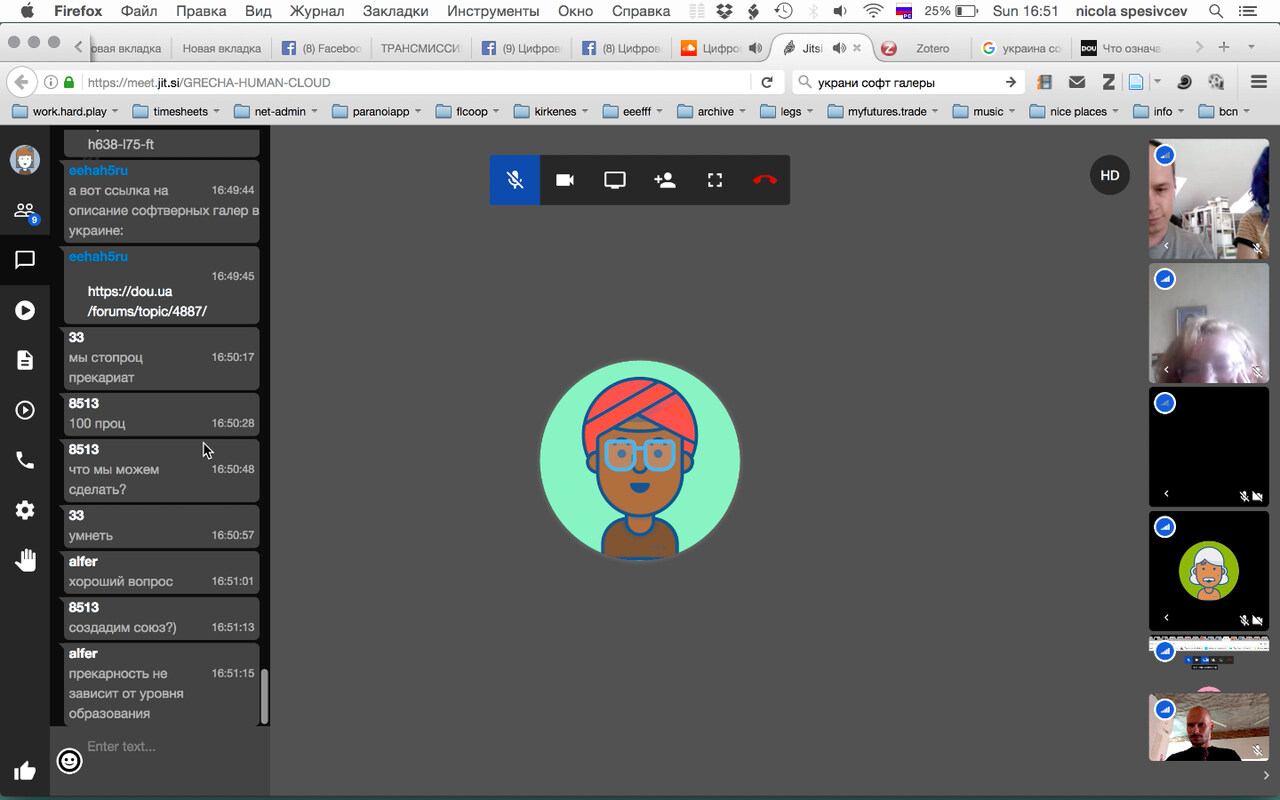 Firefox Файл Правка Вид Журнал Закладки Инструменты Окно Справка 25% Sun 16:51 nicola spesivcev
овая вкладка Новая вкладка (8) Faceboo ТРАНСМИССИ (9) Цифров (8) Цифров Цифров Jitsi Zotero украина со DOU Что означа
https://meet.jit.si/GRECHA-HUMAN-CLOUD украни софт галеры
work.hard.play timesheets net-admin paranoiapp flcoop kirkenes eeefff archive legs myfutures.trade music nice places info bcn
h638-l75-ft
eehah5ru
а вот ссылка на 16:49:44
описание софтверных галер в
украине:
eehah5ru
16:49:45
https://dou.ua
/forums/topic/4887/
33
мы стопроц 16:50:17
прекариат
8513
100 проц 16:50:28
8513
что мы можем 16:50:48
сделать?
33
умнеть 16:50:57
alfer
хороший вопрос 16:51:01
8513
создадим союз?) 16:51:13
alfer
прекарность не 16:51:15
зависит от уровня
образования
Enter text...
9
HD